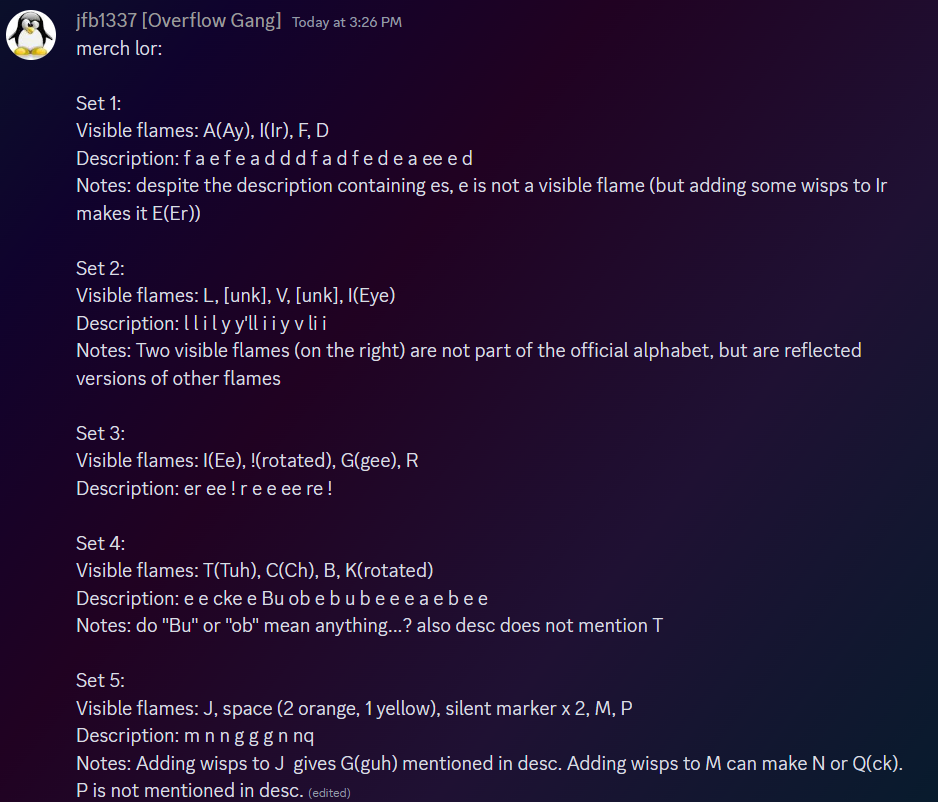 jfb1337 [Overflow Gang] Today at 3:26 PM
merch lor:
Set 1:
Visible flames: A(Ay), I(Ir), F, D
Description: f a e f e a d d d f a d f e d e a ee e d
Notes: despite the description containing es, e is not a visible flame (but adding some wisps to Ir
makes it E(Er))
Set 2:
Visible flames: L, [unk], V, [unk], I(Eye)
Description: l l i l y y'll i i y v li i
Notes: Two visible flames (on the right) are not part of the official alphabet, but are reflected
versions of other flames
Set 3:
Visible flames: I(Ee), !(rotated), G(gee), R
Description: er ee ! r e e ee re !
Set 4:
Visible flames: T(Tuh), C(Ch), B, K(rotated)
Description: e e cke e Bu ob e b u b e e e a e b e e
Notes: do "Bu" or "ob" mean anything...? also desc does not mention T
Set 5:
Visible flames: J, space (2 orange, 1 yellow), silent marker x 2, M, P
Description: m n n g g g n nq
Notes: Adding wisps to J gives G(guh) mentioned in desc. Adding wisps to M can make N or Q(ck).
P is not mentioned in desc. (edited)